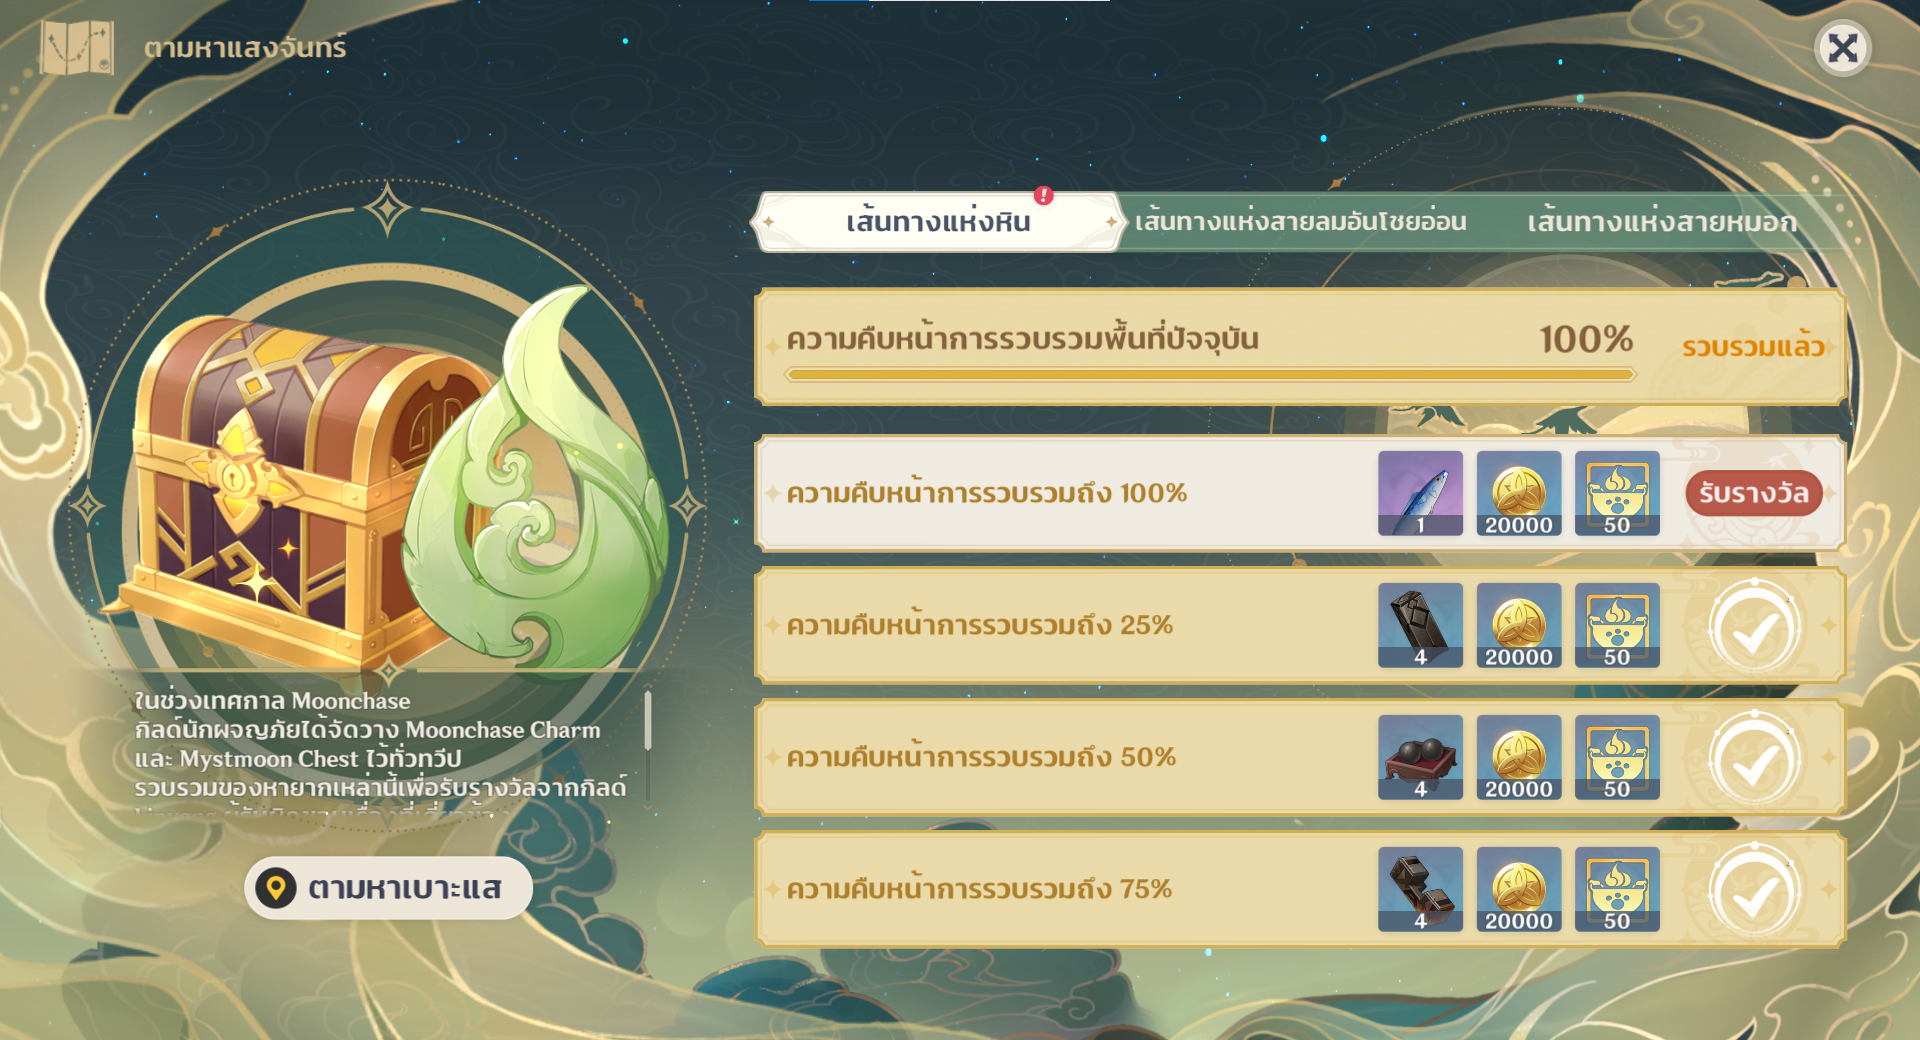 ตามหาแสงจันทร์
เส้นทางแห่งหิน
เส้นทางแห่งสายลมอันโชยอ่อน
เส้นทางแห่งสายหมอก
ความคืบหน้าการรวบรวมพื้นที่ปัจจุบัน
100%
รวบรวมแล้ว
ความคืบหน้าการรวบรวมถึง 100%
1
20000
50
รับรางวัล
ความคืบหน้าการรวบรวมถึง 25%
4
20000
50
ความคืบหน้าการรวบรวมถึง 50%
4
20000
50
ความคืบหน้าการรวบรวมถึง 75%
4
20000
50
ในช่วงเทศกาล Moonchase
กิลด์นักผจญภัยได้จัดวาง Moonchase Charm
และ Mystmoon Chest ไว้ทั่วทวีป
รวบรวมของหายากเหล่านี้เพื่อรับรางวัลจากกิลด์
ตามหาเบาะแส